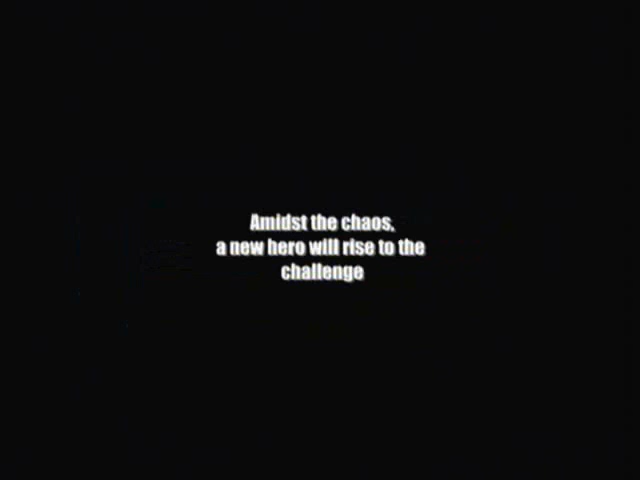 Amidst the chaos,
a new hero will rise to the
challenge